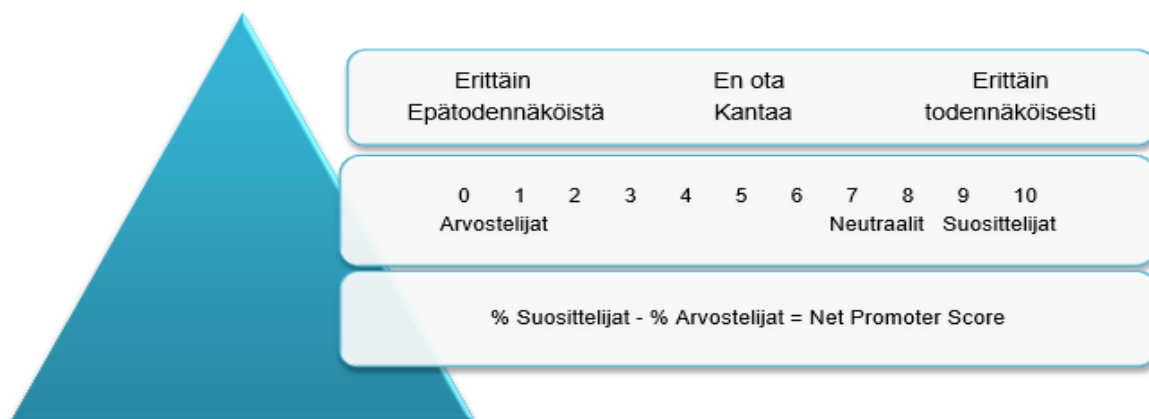 Erittäin En ota Erittäin
Epätodennäköistä Kantaa todennäköisesti
0 1 2 3 4 5 6 7 8 9 10
Arvostelijat Neutraalit Suosittelijat
% Suosittelijat - % Arvostelijat = Net Promoter Score